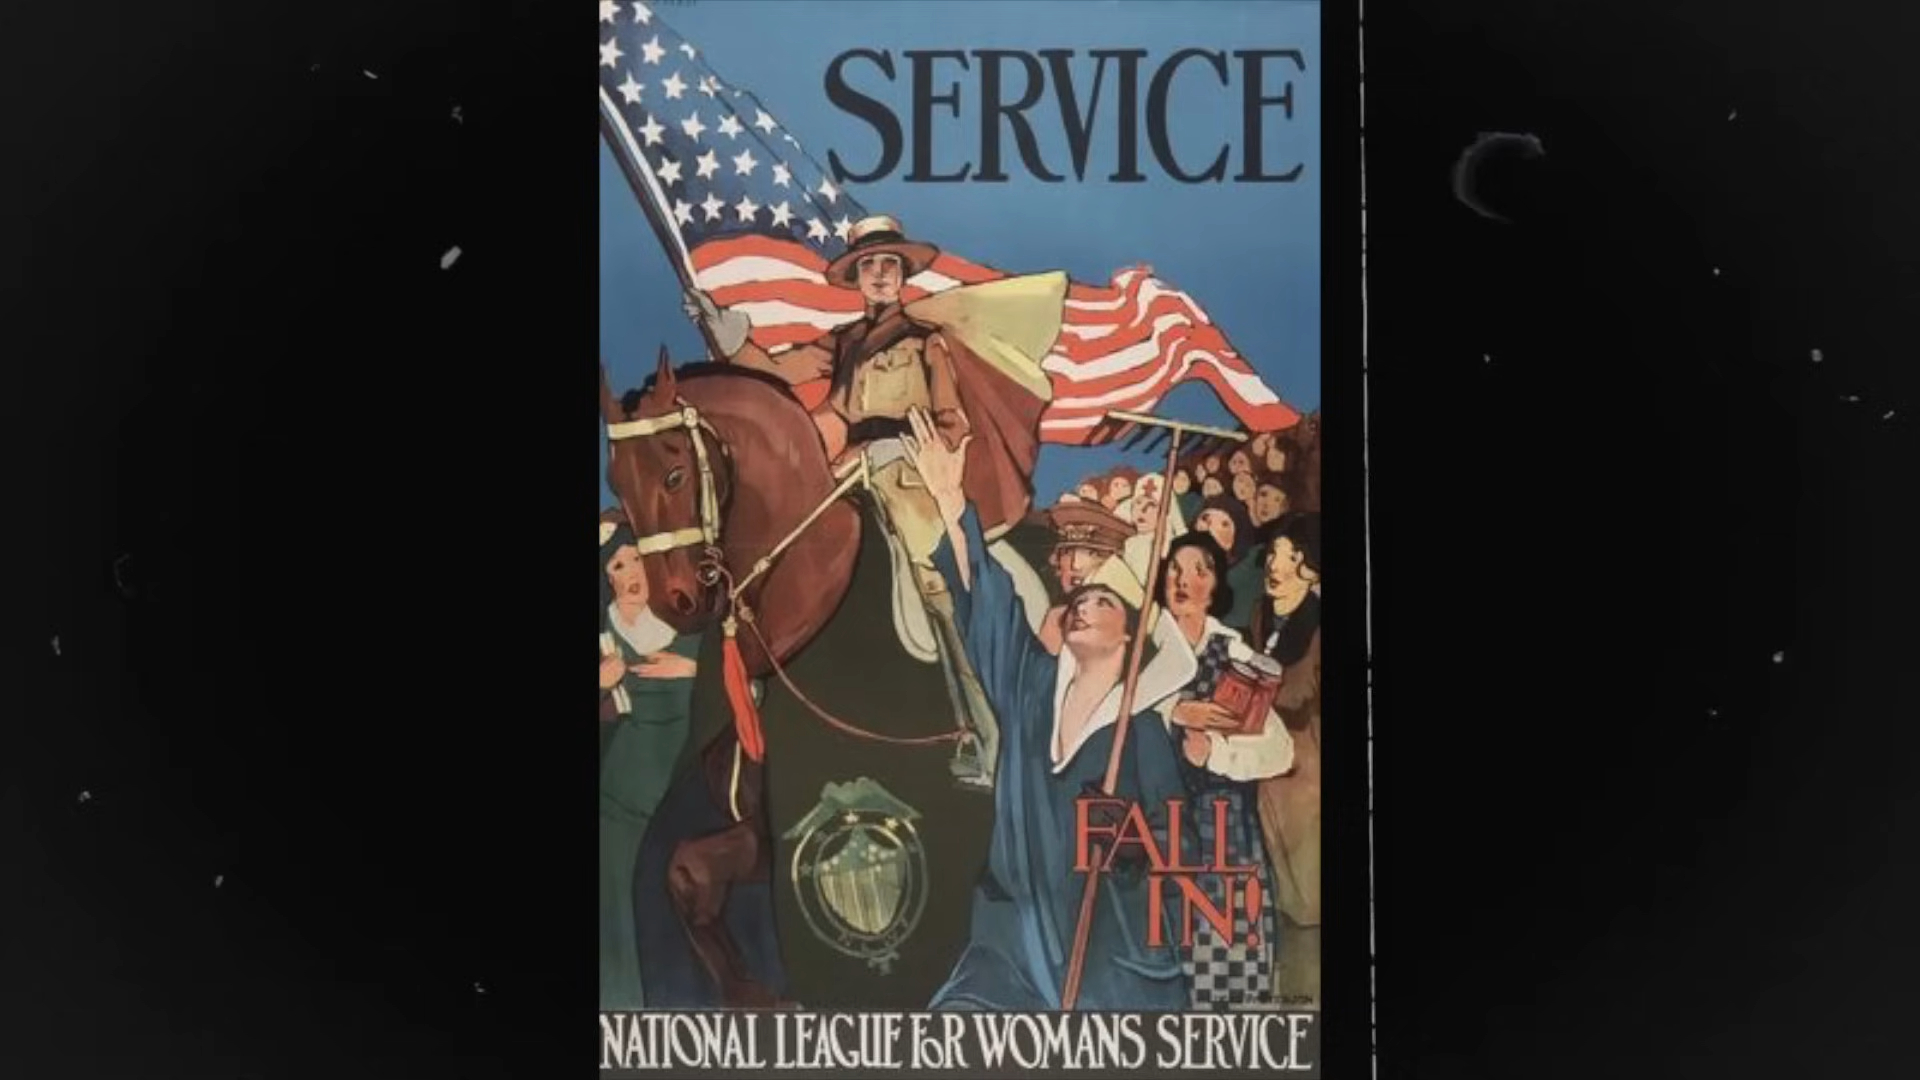 SERVICE
FALL
IN!
NATIONAL LEAGUE FOR WOMANS SERVICE